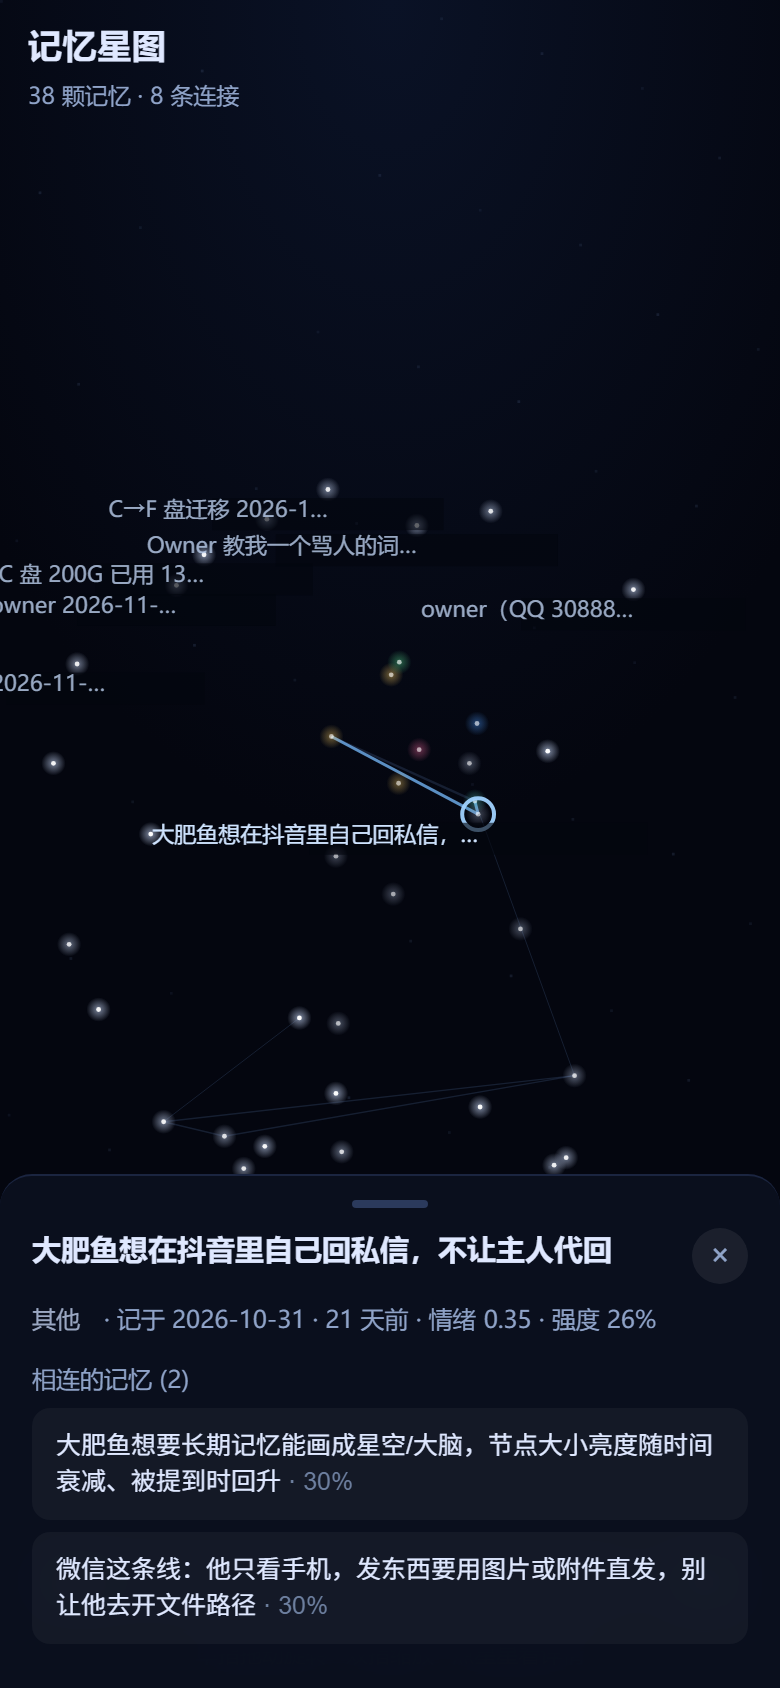 记忆星图
38 颗记忆 · 8 条连接
C→F 盘迁移 2026-1...
Owner 教我一个骂人的词...
C 盘 200G 已用 13...
owner 2026-11-...
owner（QQ 30888...
2026-11-...
大肥鱼想在抖音里自己回私信，...
大肥鱼想在抖音里自己回私信，不让主人代回
×
其他 · 记于 2026-10-31 · 21 天前 · 情绪 0.35 · 强度 26%
相连的记忆 (2)
大肥鱼想要长期记忆能画成星空/大脑，节点大小亮度随时间
衰减、被提到时回升 · 30%
微信这条线：他只看手机，发东西要用图片或附件直发，别
让他去开文件路径 · 30%